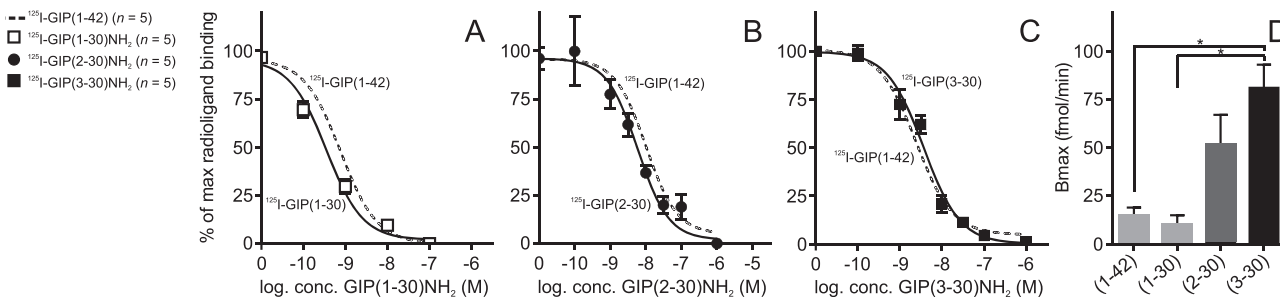 ¹²⁵I-GIP(1-42) (n = 5)
¹²⁵I-GIP(1-30)NH₂ (n = 5)
¹²⁵I-GIP(2-30)NH₂ (n = 5)
¹²⁵I-GIP(3-30)NH₂ (n = 5)
A
% of max radioligand binding
100
75
50
25
0
¹²⁵I-GIP(1-42)
¹²⁵I-GIP(1-30)
0 -10 -9 -8 -7 -6
log. conc. GIP(1-30)NH₂ (M)
B
100
75
50
25
0
¹²⁵I-GIP(1-42)
¹²⁵I-GIP(2-30)
0 -10 -9 -8 -7 -6
log. conc. GIP(2-30)NH₂ (M)
C
100
75
50
25
0
¹²⁵I-GIP(3-30)
¹²⁵I-GIP(1-42)
0 -10 -9 -8 -7 -6
log. conc. GIP(3-30)NH₂ (M)
D
Bmax (fmol/min)
100
75
50
25
0
*
*
(1-42) (1-30) (2-30) (3-30)